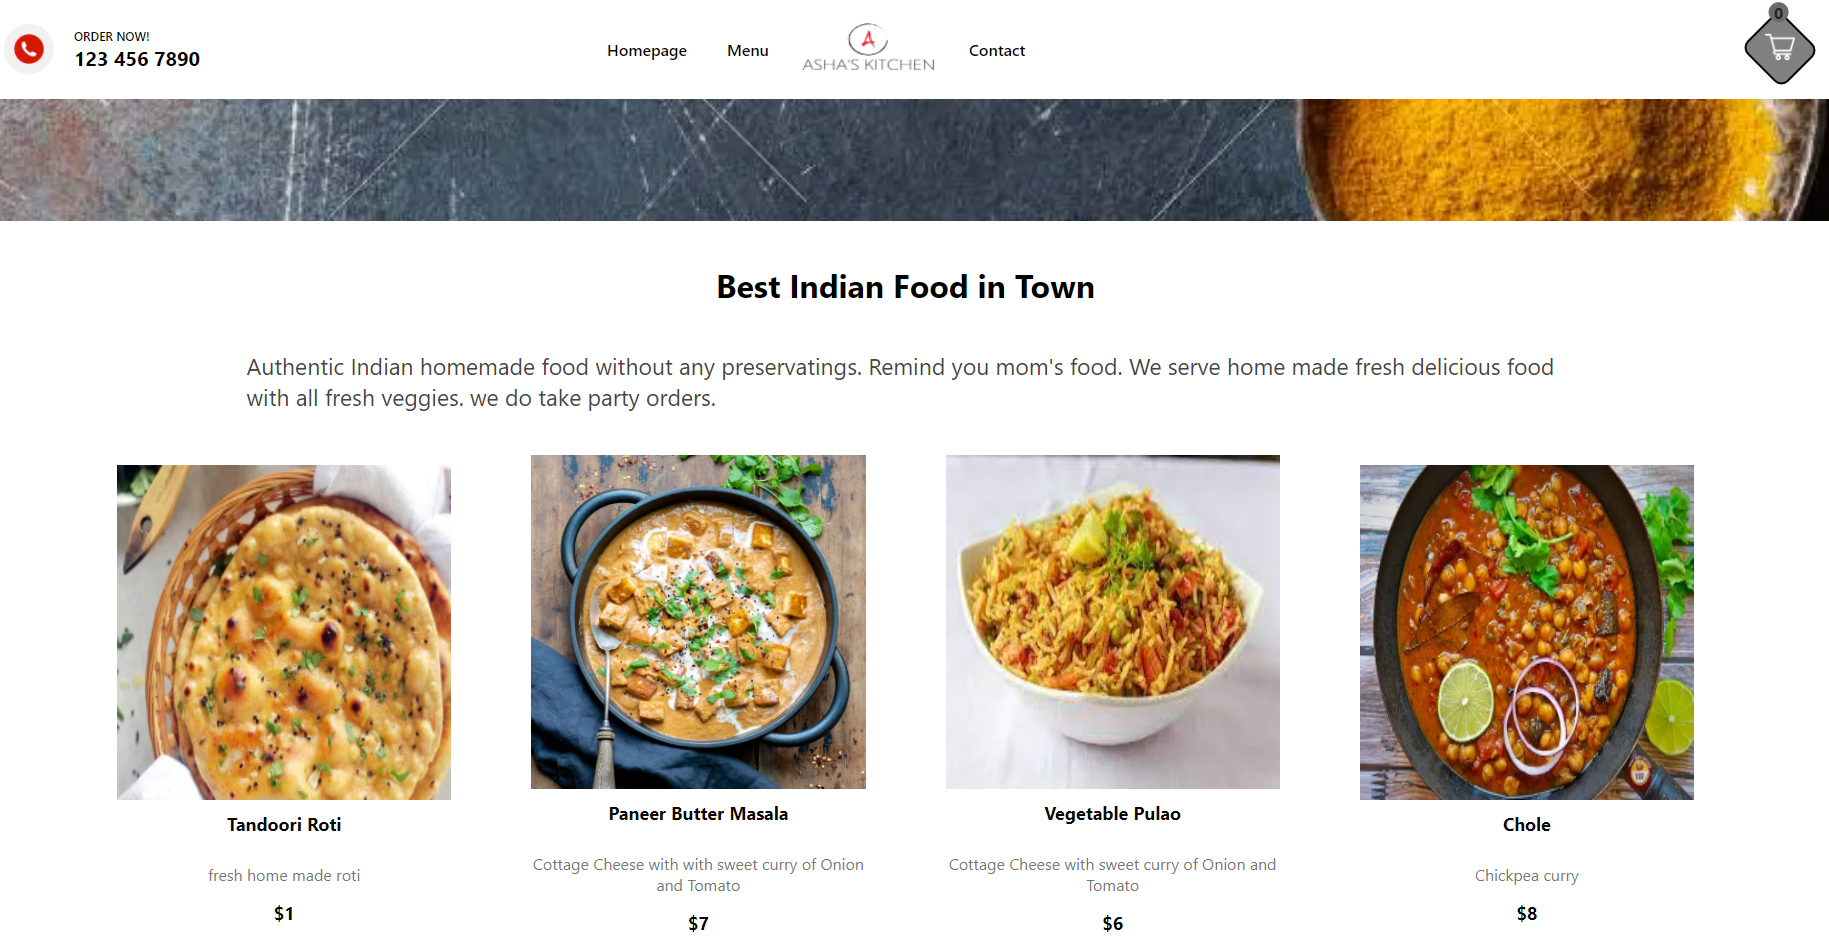 ORDER NOW!
123 456 7890
Homepage
Menu
A
ASHA'S KITCHEN
Contact
0
Best Indian Food in Town
Authentic Indian homemade food without any preservatings. Remind you mom's food. We serve home made fresh delicious food
with all fresh veggies. we do take party orders.
Tandoori Roti
fresh home made roti
$1
Paneer Butter Masala
Cottage Cheese with with sweet curry of Onion
and Tomato
$7
Vegetable Pulao
Cottage Cheese with sweet curry of Onion and
Tomato
$6
Chole
Chickpea curry
$8